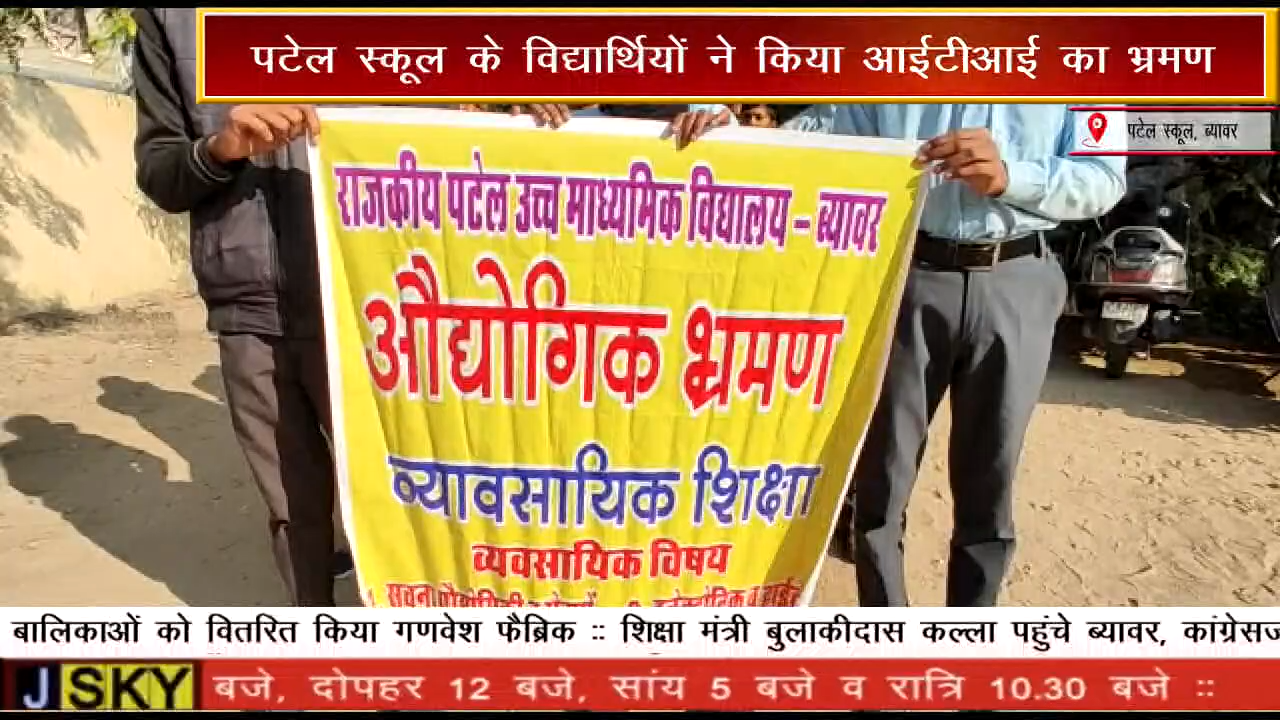 पटेल स्कूल के विद्यार्थियों ने किया आईटीआई का भ्रमण
पटेल स्कूल, ब्यावर
राजकीय पटेल उच्च माध्यमिक विद्यालय – ब्यावर
औद्योगिक भ्रमण
व्यावसायिक शिक्षा
व्यवसायिक विषय
बालिकाओं को वितरित किया गणवेश फैब्रिक :: शिक्षा मंत्री बुलाकीदास कल्ला पहुंचे ब्यावर,
J SKY बजे, दोपहर 12 बजे, सांय 5 बजे व रात्रि 10.30 बजे ::